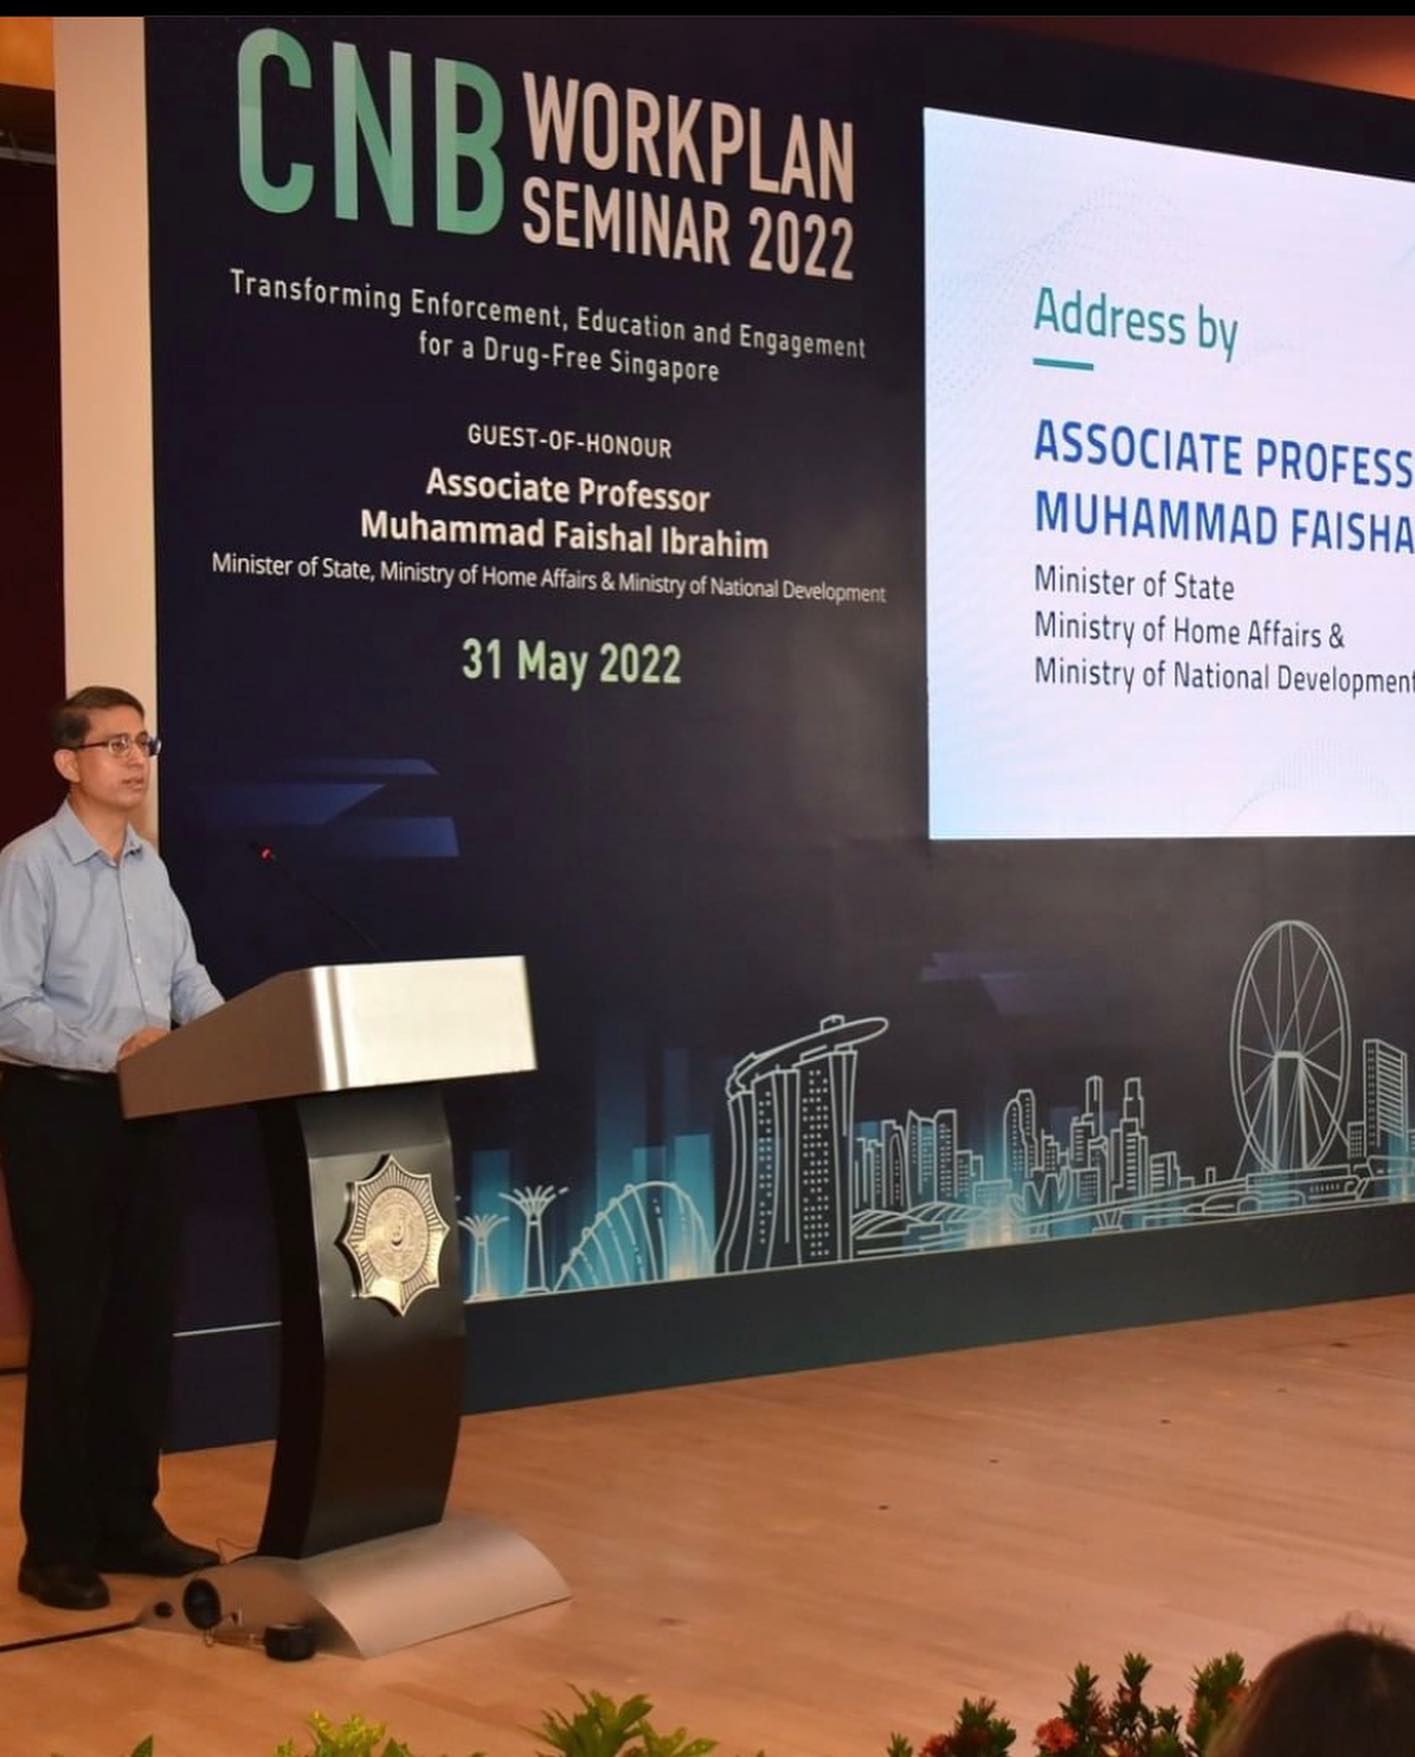 CNB WORKPLAN
SEMINAR 2022
Transforming Enforcement, Education and Engagement
for a Drug-Free Singapore
GUEST-OF-HONOUR
Associate Professor
Muhammad Faishal Ibrahim
Minister of State, Ministry of Home Affairs & Ministry of National Development
31 May 2022
Address by
ASSOCIATE PROFESS
MUHAMMAD FAISHA
Minister of State
Ministry of Home Affairs &
Ministry of National Development